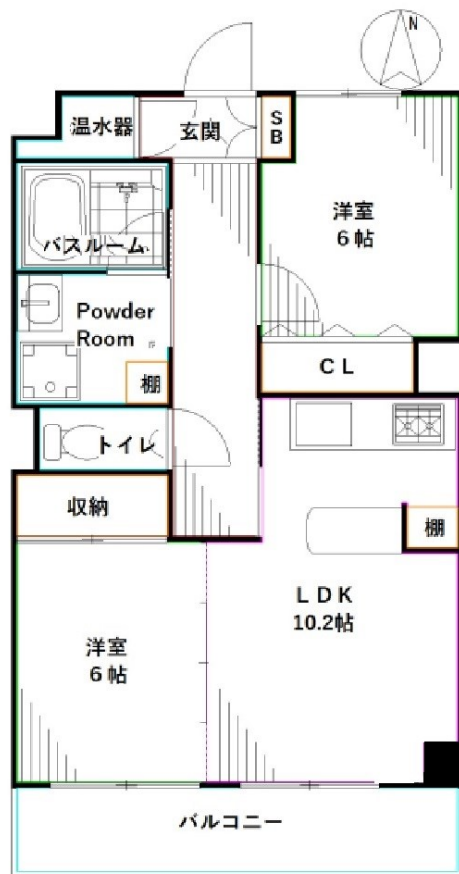 N
温水器
玄関
SB
洋室
6帖
バスルーム
Powder
Room
棚
CL
トイレ
収納
棚
LDK
10.2帖
洋室
6帖
バルコニー